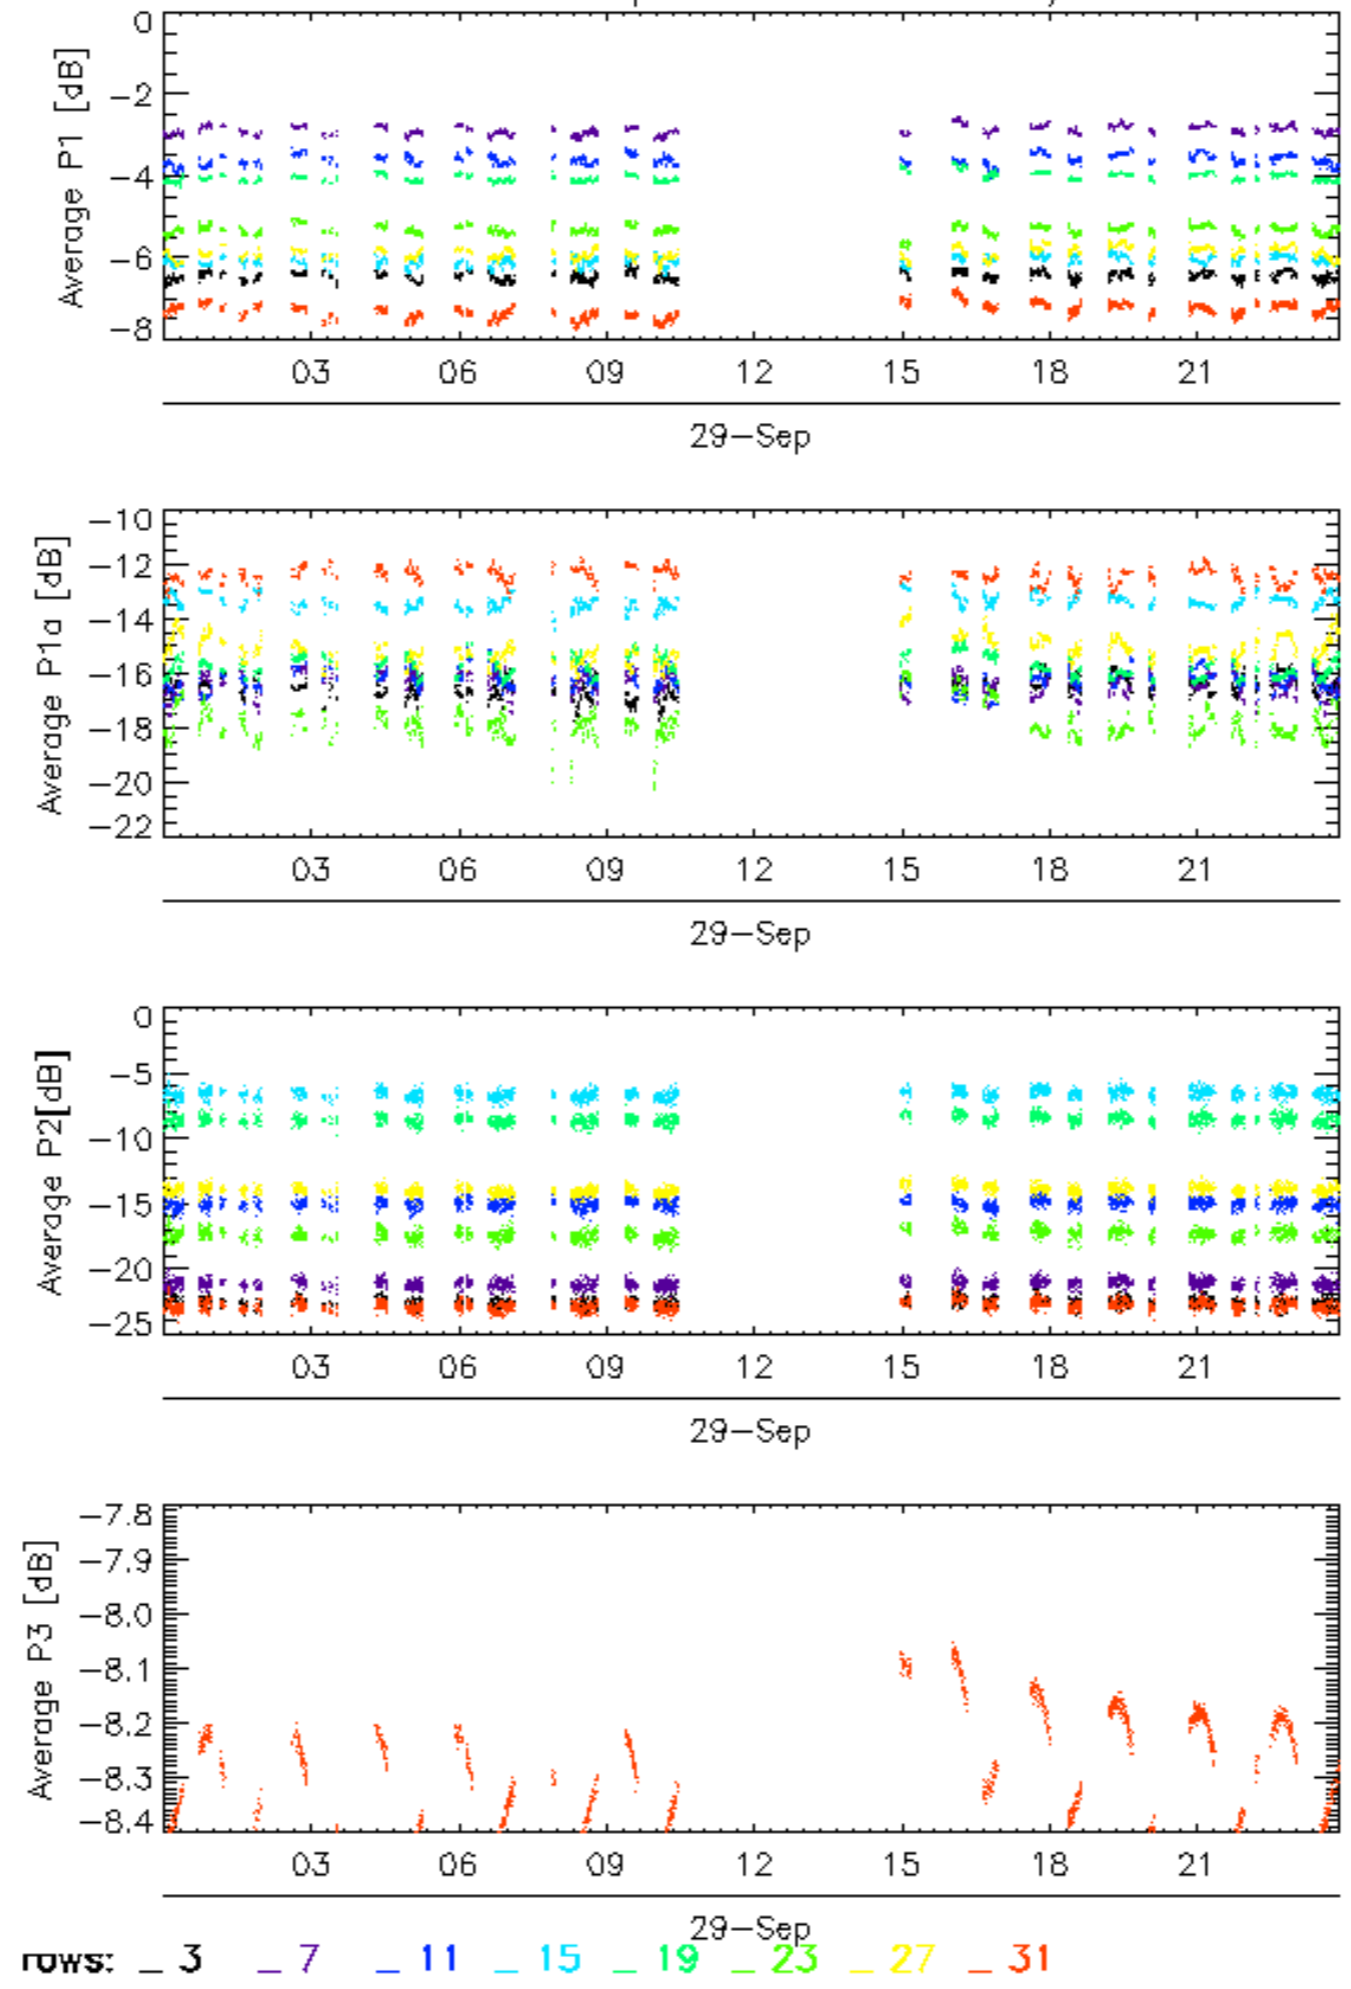 0
-2
-4
-6
-8
Average P1 [dB]
03 06 09 12 15 18 21
29-Sep
-10
-12
-14
-16
-18
-20
-22
Average P1a [dB]
03 06 09 12 15 18 21
29-Sep
0
-5
-10
-15
-20
-25
Average P2[dB]
03 06 09 12 15 18 21
29-Sep
-7.8
-7.9
-8.0
-8.1
-8.2
-8.3
-8.4
Average P3 [dB]
03 06 09 12 15 18 21
29-Sep
rows: _ 3 _ 7 _ 11 _ 15 _ 19 _ 23 _ 27 _ 31